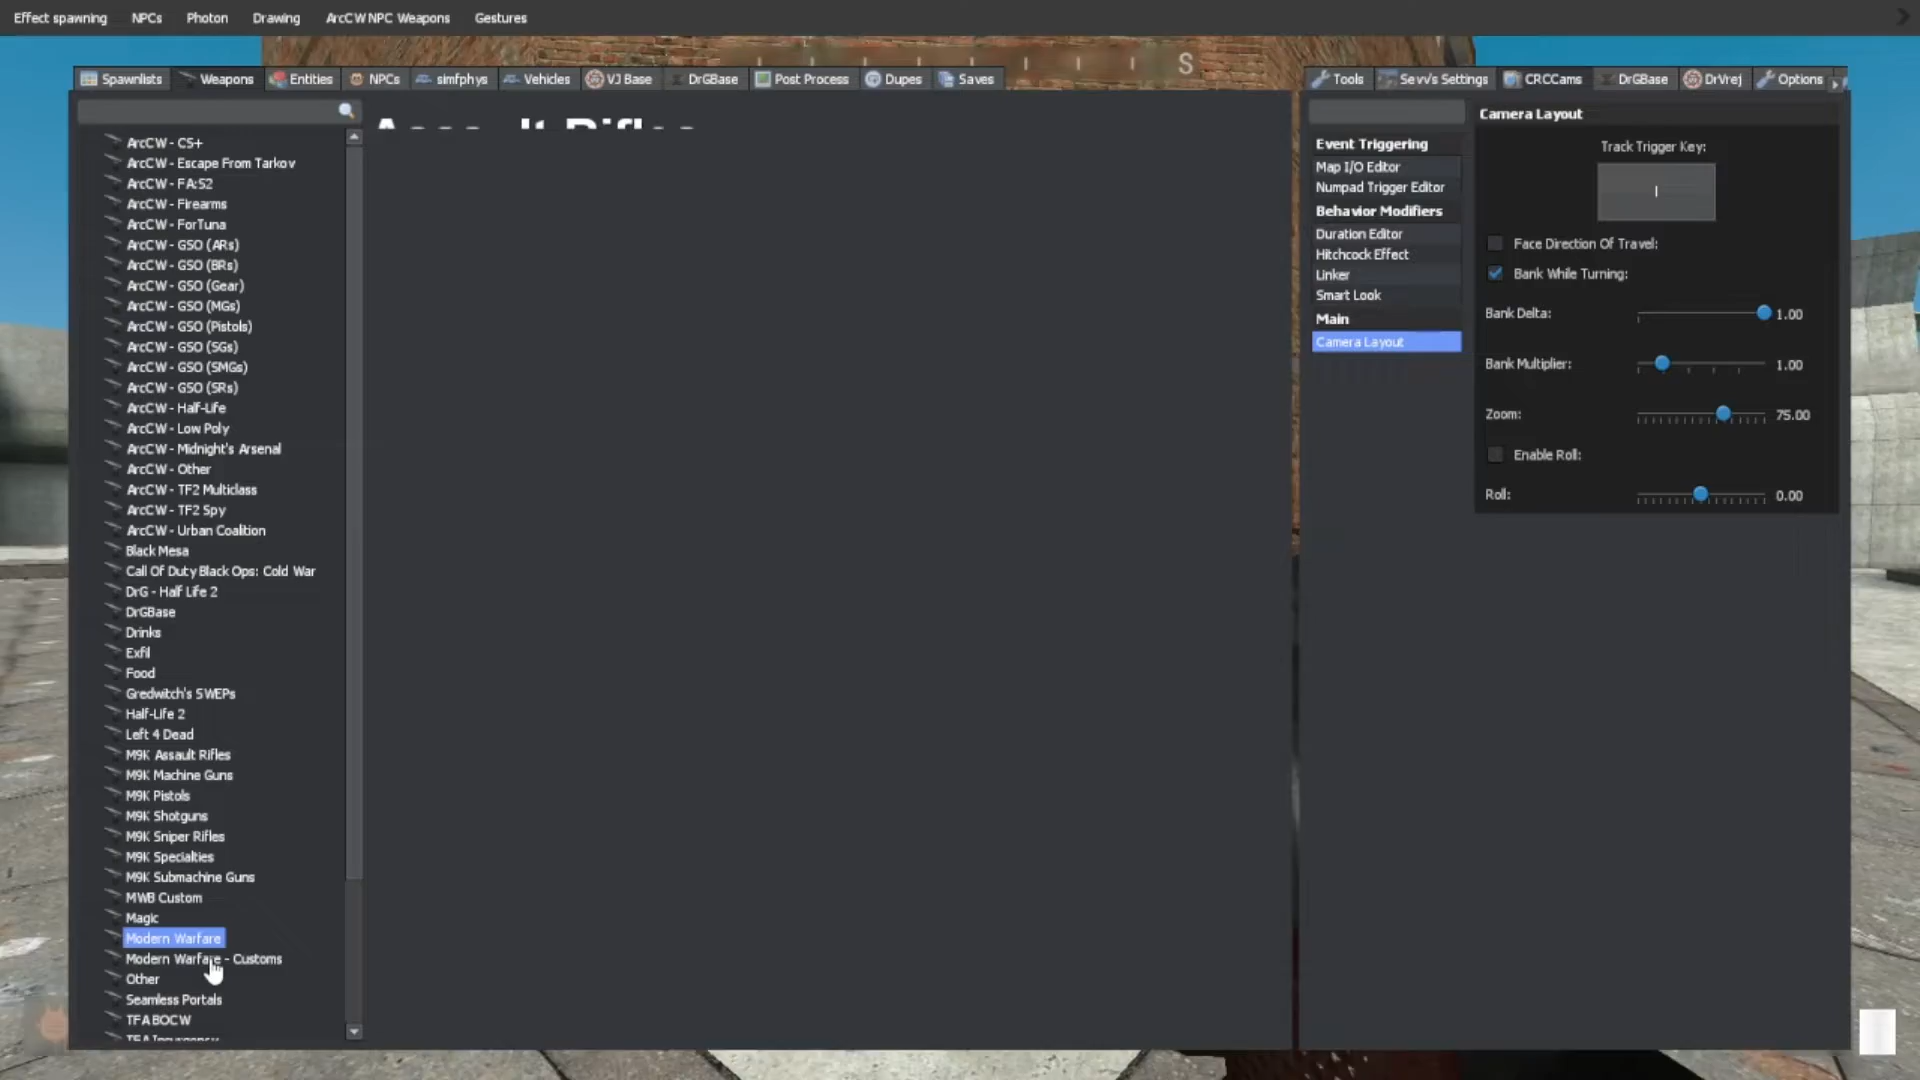 Effect spawning NPCs Photon Drawing ArcCW NPC Weapons Gestures
S
Spawnlists Weapons Entities NPCs simfphys Vehicles VJ Base DrGBase Post Process Dupes Saves
ArcCW - CS+
ArcCW - Escape From Tarkov
ArcCW - FA:S2
ArcCW - Firearms
ArcCW - ForTuna
ArcCW - GSO (ARs)
ArcCW - GSO (BRs)
ArcCW - GSO (Gear)
ArcCW - GSO (MGs)
ArcCW - GSO (Pistols)
ArcCW - GSO (SGs)
ArcCW - GSO (SMGs)
ArcCW - GSO (SRs)
ArcCW - Half-Life
ArcCW - Low Poly
ArcCW - Midnight's Arsenal
ArcCW - Other
ArcCW - TF2 Multiclass
ArcCW - TF2 Spy
ArcCW - Urban Coalition
Black Mesa
Call Of Duty Black Ops: Cold War
DrG - Half Life 2
DrGBase
Drinks
Exfil
Food
Gredwitch's SWEPs
Half-Life 2
Left 4 Dead
M9K Assault Rifles
M9K Machine Guns
M9K Pistols
M9K Shotguns
M9K Sniper Rifles
M9K Specialties
M9K Submachine Guns
MWB Custom
Magic
Modern Warfare
Modern Warfare - Customs
Other
Seamless Portals
TFA BOCW
Tools Sevv's Settings CRCCams DrGBase DrVrej Options
Event Triggering
Map I/O Editor
Numpad Trigger Editor
Behavior Modifiers
Duration Editor
Hitchcock Effect
Linker
Smart Look
Main
Camera Layout
Camera Layout
Track Trigger Key:
Face Direction Of Travel:
Bank While Turning:
Bank Delta: 1.00
Bank Multiplier: 1.00
Zoom: 75.00
Enable Roll:
Roll: 0.00